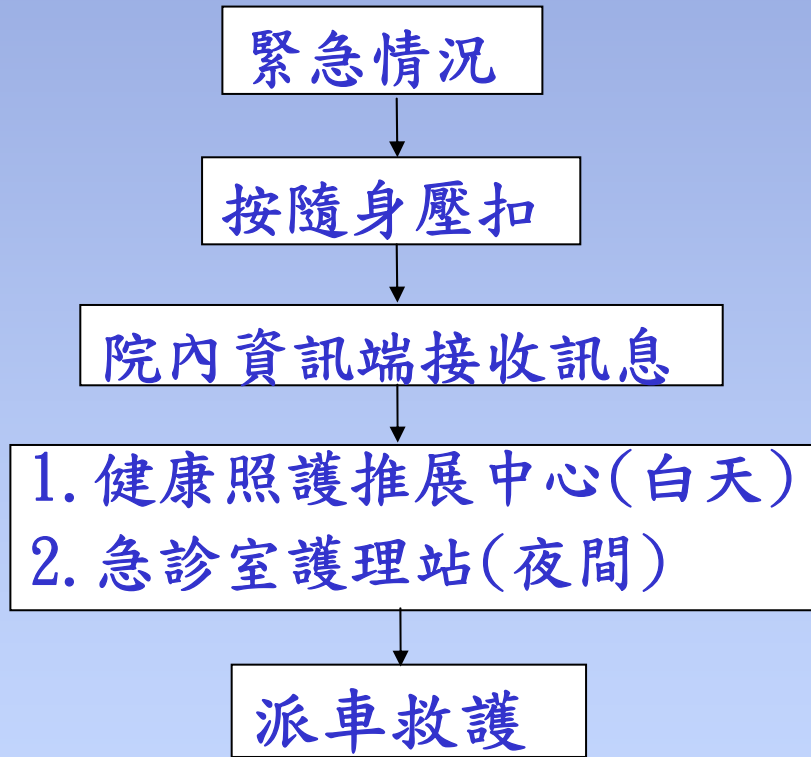 緊急情況
按隨身壓扣
院內資訊端接收訊息
1.健康照護推展中心(白天)
2.急診室護理站(夜間)
派車救護